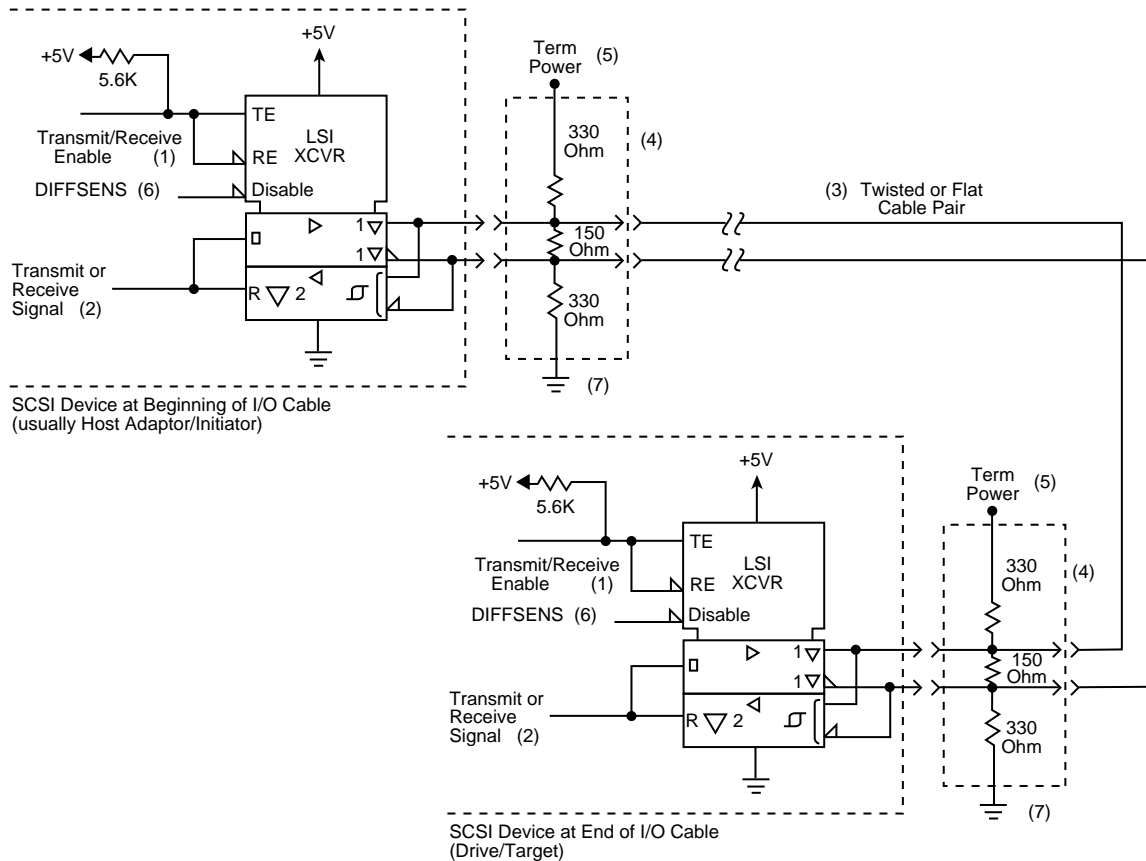 +5V
+5V
5.6K
TE
Transmit/Receive
Enable (1)
LSI
XCVR
RE
DIFFSENS (6)
Disable
1
1
Transmit or
Receive
Signal (2)
R 2
Term
Power (5)
330
Ohm
(4)
150
Ohm
330
Ohm
(7)
(3) Twisted or Flat
Cable Pair
SCSI Device at Beginning of I/O Cable
(usually Host Adaptor/Initiator)
+5V
+5V
5.6K
TE
Transmit/Receive
Enable (1)
LSI
XCVR
RE
DIFFSENS (6)
Disable
1
1
Transmit or
Receive
Signal (2)
R 2
Term
Power (5)
330
Ohm
(4)
150
Ohm
330
Ohm
(7)
SCSI Device at End of I/O Cable
(Drive/Target)